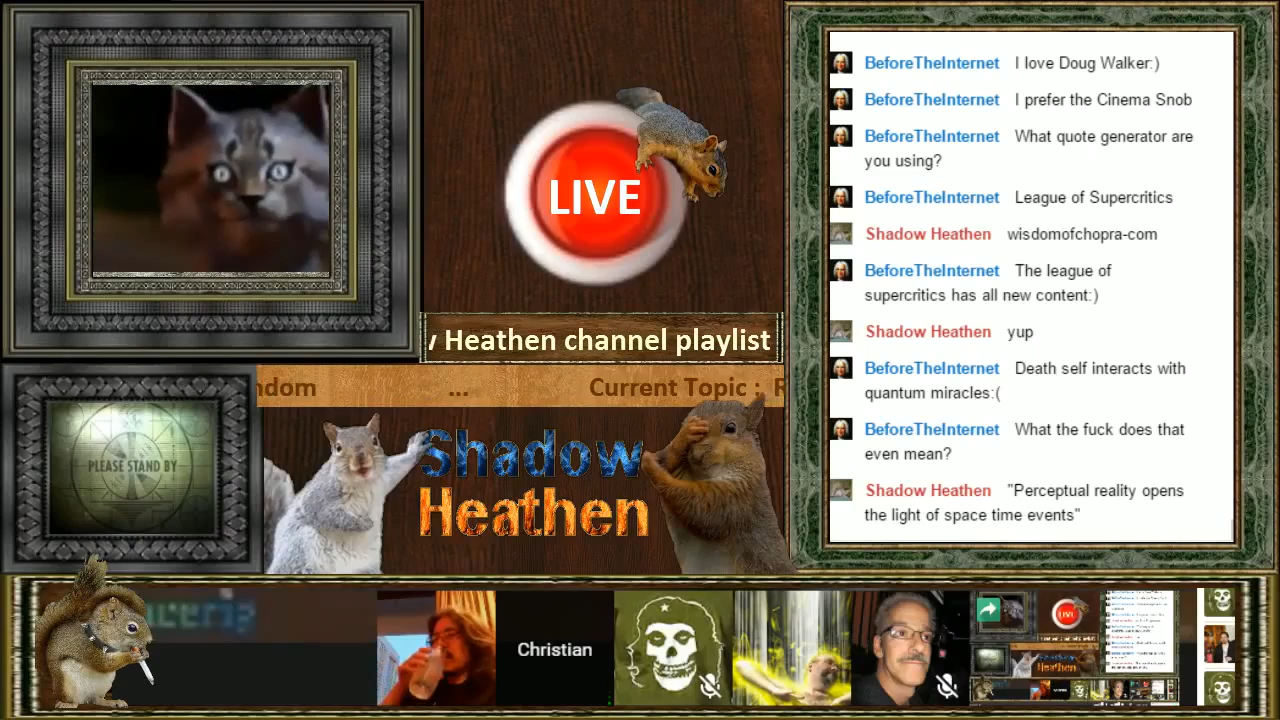 LIVE
Heathen channel playlist
ndom ... Current Topic :
PLEASE STAND BY
Shadow
Heathen
BeforeTheInternet I love Doug Walker:)
BeforeTheInternet I prefer the Cinema Snob
BeforeTheInternet What quote generator are
you using?
BeforeTheInternet League of Supercritics
Shadow Heathen wisdomofchopra-com
BeforeTheInternet The league of
supercritics has all new content:)
Shadow Heathen yup
BeforeTheInternet Death self interacts with
quantum miracles:(
BeforeTheInternet What the fuck does that
even mean?
Shadow Heathen "Perceptual reality opens
the light of space time events"
Christian
LIVE
Shadow
Heathen